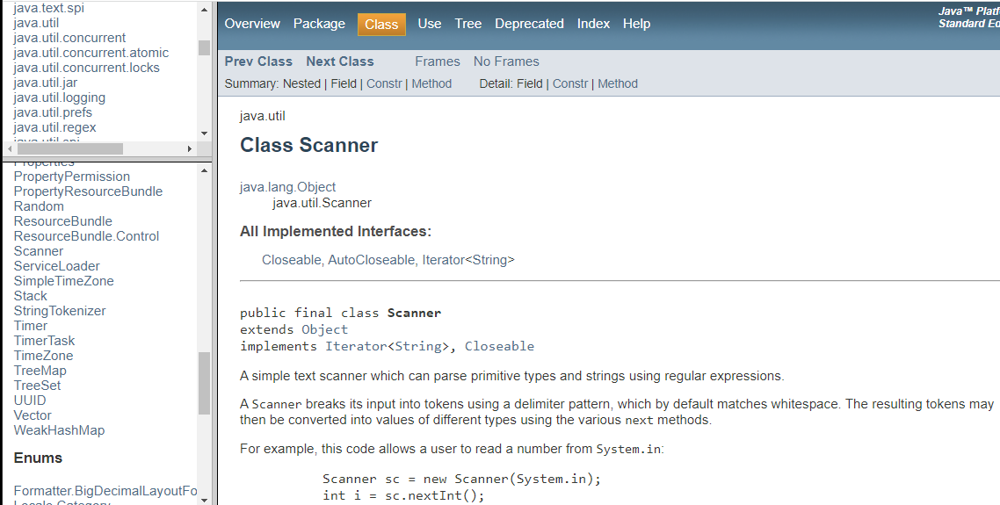 java.text.spi
java.util
java.util.concurrent
java.util.concurrent.atomic
java.util.concurrent.locks
java.util.jar
java.util.logging
java.util.prefs
java.util.regex
PropertyPermission
PropertyResourceBundle
Random
ResourceBundle
ResourceBundle.Control
Scanner
ServiceLoader
SimpleTimeZone
Stack
StringTokenizer
Timer
TimerTask
TimeZone
TreeMap
TreeSet
UUID
Vector
WeakHashMap
Enums
Formatter.BigDecimalLayoutFo
Overview Package Class Use Tree Deprecated Index Help
Java™ Platf
Standard Ed
Prev Class Next Class Frames No Frames
Summary: Nested | Field | Constr | Method Detail: Field | Constr | Method
java.util
Class Scanner
java.lang.Object
java.util.Scanner
All Implemented Interfaces:
Closeable, AutoCloseable, Iterator<String>
public final class Scanner
extends Object
implements Iterator<String>, Closeable
A simple text scanner which can parse primitive types and strings using regular expressions.
A Scanner breaks its input into tokens using a delimiter pattern, which by default matches whitespace. The resulting tokens may
then be converted into values of different types using the various next methods.
For example, this code allows a user to read a number from System.in:
Scanner sc = new Scanner(System.in);
int i = sc.nextInt();